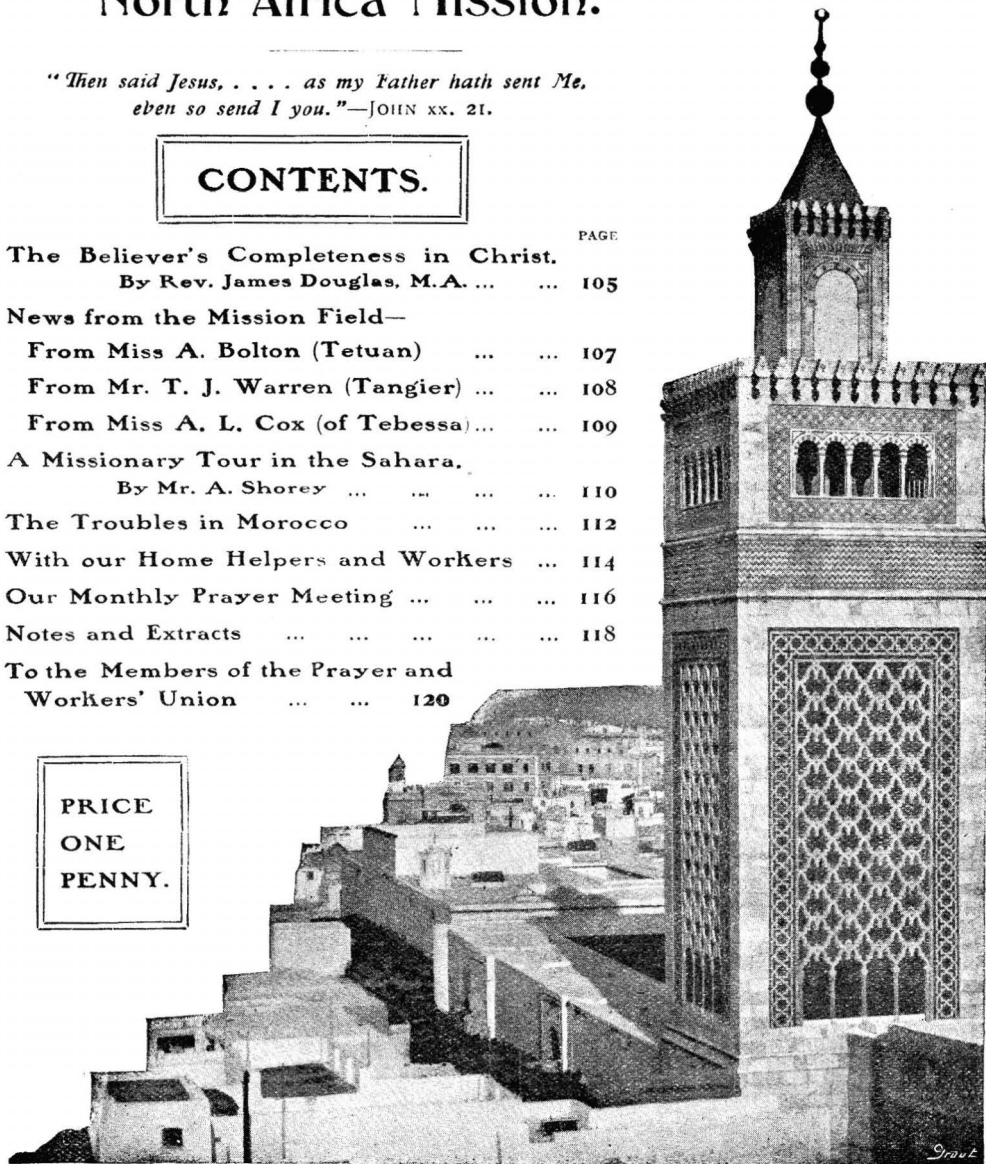 North Africa Mission.
"Then said Jesus, . . . . as my Father hath sent Me,
even so send I you."—JOHN xx. 21.
CONTENTS.
PAGE
The Believer's Completeness in Christ.
By Rev. James Douglas, M.A. ... ... 105
News from the Mission Field—
From Miss A. Bolton (Tetuan) ... ... 107
From Mr. T. J. Warren (Tangier) ... ... 108
From Miss A. L. Cox (of Tebessa) ... ... 109
A Missionary Tour in the Sahara.
By Mr. A. Shorey ... ... ... ... 110
The Troubles in Morocco ... ... ... 112
With our Home Helpers and Workers ... 114
Our Monthly Prayer Meeting ... ... ... 116
Notes and Extracts ... ... ... ... ... 118
To the Members of the Prayer and
Workers' Union ... ... 120
PRICE
ONE
PENNY.
Grout